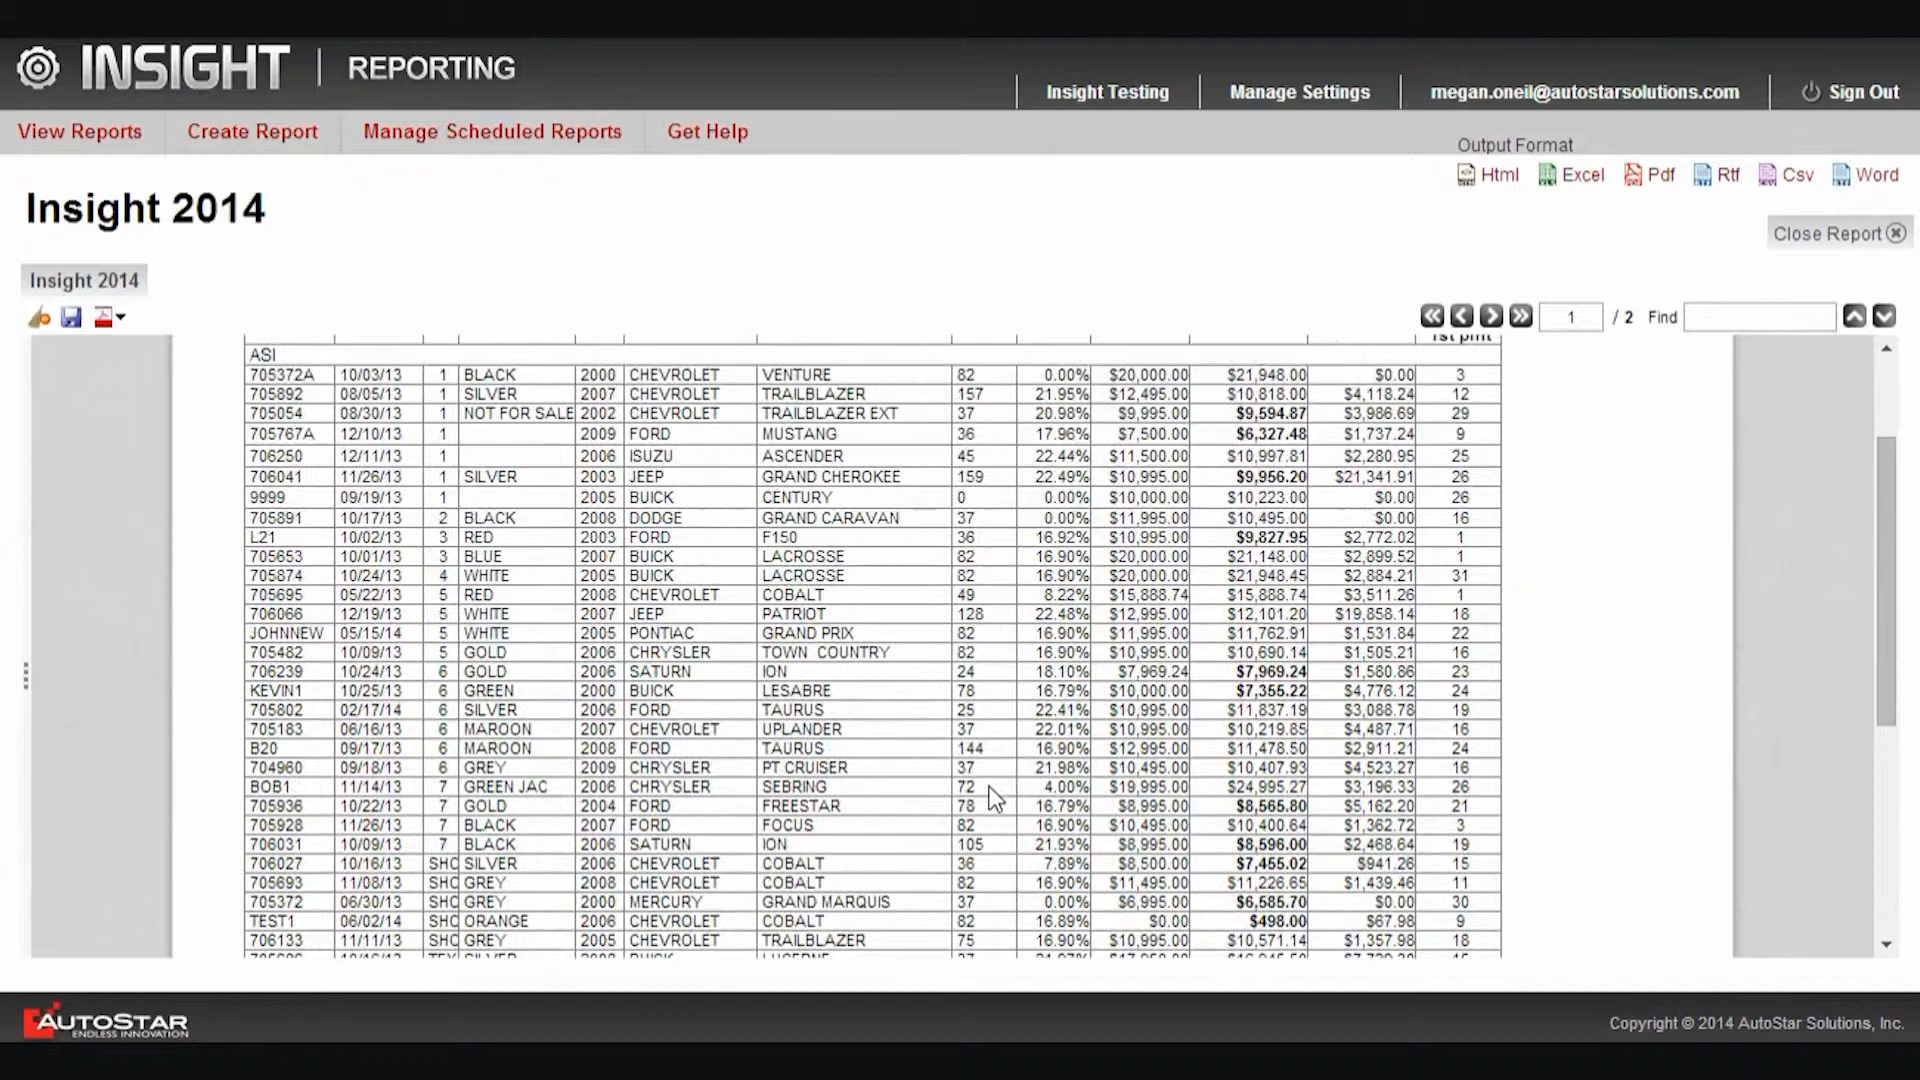 INSIGHT | REPORTING
Insight Testing Manage Settings megan.oneil@autostarsolutions.com Sign Out
View Reports Create Report Manage Scheduled Reports Get Help
Output Format
Html Excel Pdf Rtf Csv Word
Insight 2014
Close Report
Insight 2014
1 / 2 Find
1st pmt
ASI
705372A 10/03/13 1 BLACK 2000 CHEVROLET VENTURE 82 0.00% $20,000.00 $21,948.00 $0.00 3
705892 08/05/13 1 SILVER 2007 CHEVROLET TRAILBLAZER 157 21.95% $12,495.00 $10,818.00 $4,118.24 12
705054 08/30/13 1 NOT FOR SALE 2002 CHEVROLET TRAILBLAZER EXT 37 20.98% $9,995.00 $9,594.87 $3,986.69 29
705767A 12/10/13 1 2009 FORD MUSTANG 36 17.96% $7,500.00 $6,327.48 $1,737.24 9
706250 12/11/13 1 2006 ISUZU ASCENDER 45 22.44% $11,500.00 $10,997.81 $2,280.95 25
706041 11/26/13 1 SILVER 2003 JEEP GRAND CHEROKEE 159 22.49% $10,995.00 $9,956.20 $21,341.91 26
9999 09/19/13 1 2005 BUICK CENTURY 0 0.00% $10,000.00 $10,223.00 $0.00 26
705891 10/17/13 2 BLACK 2008 DODGE GRAND CARAVAN 37 0.00% $11,995.00 $10,495.00 $0.00 16
L21 10/02/13 3 RED 2003 FORD F150 36 16.92% $10,995.00 $9,827.95 $2,772.02 1
705653 10/01/13 3 BLUE 2007 BUICK LACROSSE 82 16.90% $20,000.00 $21,148.00 $2,899.52 1
705874 10/24/13 4 WHITE 2005 BUICK LACROSSE 82 16.90% $20,000.00 $21,948.45 $2,884.21 31
705695 05/22/13 5 RED 2008 CHEVROLET COBALT 49 8.22% $15,888.74 $15,888.74 $3,511.26 1
706066 12/19/13 5 WHITE 2007 JEEP PATRIOT 128 22.48% $12,995.00 $12,101.20 $19,858.14 18
JOHNNEW 05/15/14 5 WHITE 2005 PONTIAC GRAND PRIX 82 16.90% $11,995.00 $11,762.91 $1,531.84 22
705482 10/09/13 5 GOLD 2006 CHRYSLER TOWN COUNTRY 82 16.90% $10,995.00 $10,690.14 $1,505.21 16
706239 10/24/13 6 GOLD 2006 SATURN ION 24 18.10% $7,969.24 $7,969.24 $1,580.86 23
KEVIN1 10/25/13 6 GREEN 2000 BUICK LESABRE 78 16.79% $10,000.00 $7,355.22 $4,776.12 24
705802 02/17/14 6 SILVER 2006 FORD TAURUS 25 22.41% $10,995.00 $11,837.19 $3,088.78 19
705183 06/16/13 6 MAROON 2007 CHEVROLET UPLANDER 37 22.01% $10,995.00 $10,219.85 $4,487.71 16
B20 09/17/13 6 MAROON 2008 FORD TAURUS 144 16.90% $12,995.00 $11,478.50 $2,911.21 24
704960 09/18/13 6 GREY 2009 CHRYSLER PT CRUISER 37 21.98% $10,495.00 $10,407.93 $4,523.27 16
BOB1 11/14/13 7 GREEN JAC 2006 CHRYSLER SEBRING 72 4.00% $19,995.00 $24,995.27 $3,196.33 26
705936 10/22/13 7 GOLD 2004 FORD FREESTAR 78 16.79% $8,995.00 $8,565.80 $5,162.20 21
705928 11/26/13 7 BLACK 2007 FORD FOCUS 82 16.90% $10,495.00 $10,400.64 $1,362.72 3
706031 10/09/13 7 BLACK 2006 SATURN ION 105 21.93% $8,995.00 $8,596.00 $2,468.64 19
706027 10/16/13 SHO SILVER 2006 CHEVROLET COBALT 36 7.89% $8,500.00 $7,455.02 $941.26 15
705693 11/08/13 SHO GREY 2008 CHEVROLET COBALT 82 16.90% $11,495.00 $11,226.65 $1,439.46 11
705372 06/30/13 SHO GREY 2000 MERCURY GRAND MARQUIS 37 0.00% $6,995.00 $6,585.70 $0.00 30
TEST1 06/02/14 SHO ORANGE 2006 CHEVROLET COBALT 82 16.89% $0.00 $498.00 $67.98 9
706133 11/11/13 SHO GREY 2005 CHEVROLET TRAILBLAZER 75 16.90% $10,995.00 $10,571.14 $1,357.98 18
AUTOSTAR
ENDLESS INNOVATION
Copyright © 2014 AutoStar Solutions, Inc.